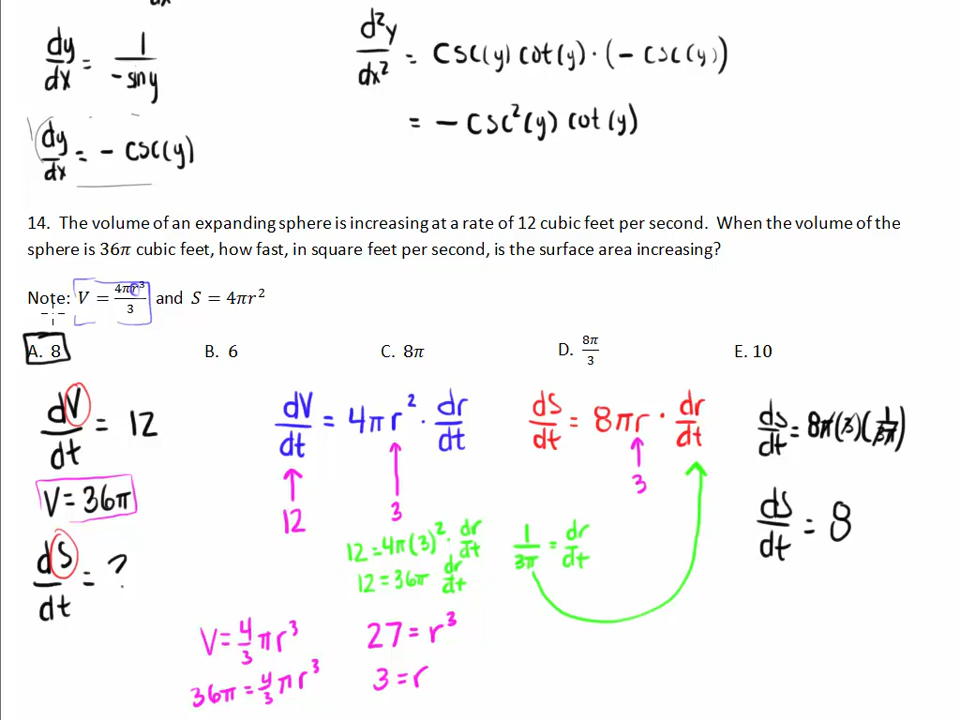 dx
dy/dx = 1/-sin y
d²y/dx² = csc(y) cot(y) · (- csc(y))
= - csc²(y) cot(y)
dy/dx = - csc(y)
14. The volume of an expanding sphere is increasing at a rate of 12 cubic feet per second. When the volume of the
sphere is 36π cubic feet, how fast, in square feet per second, is the surface area increasing?
Note: V = 4πr³/3 and S = 4πr²
A. 8 B. 6 C. 8π D. 8π/3 E. 10
dV/dt = 12
V = 36π
dS/dt = ?
dV/dt = 4πr² · dr/dt
12 3
12 = 4π(3)² · dr/dt
12 = 36π dr/dt
1/3π = dr/dt
V = 4/3 πr³
36π = 4/3 πr³
27 = r³
3 = r
dS/dt = 8πr · dr/dt
3
ds/dt = 8π(3)(1/3π)
ds/dt = 8